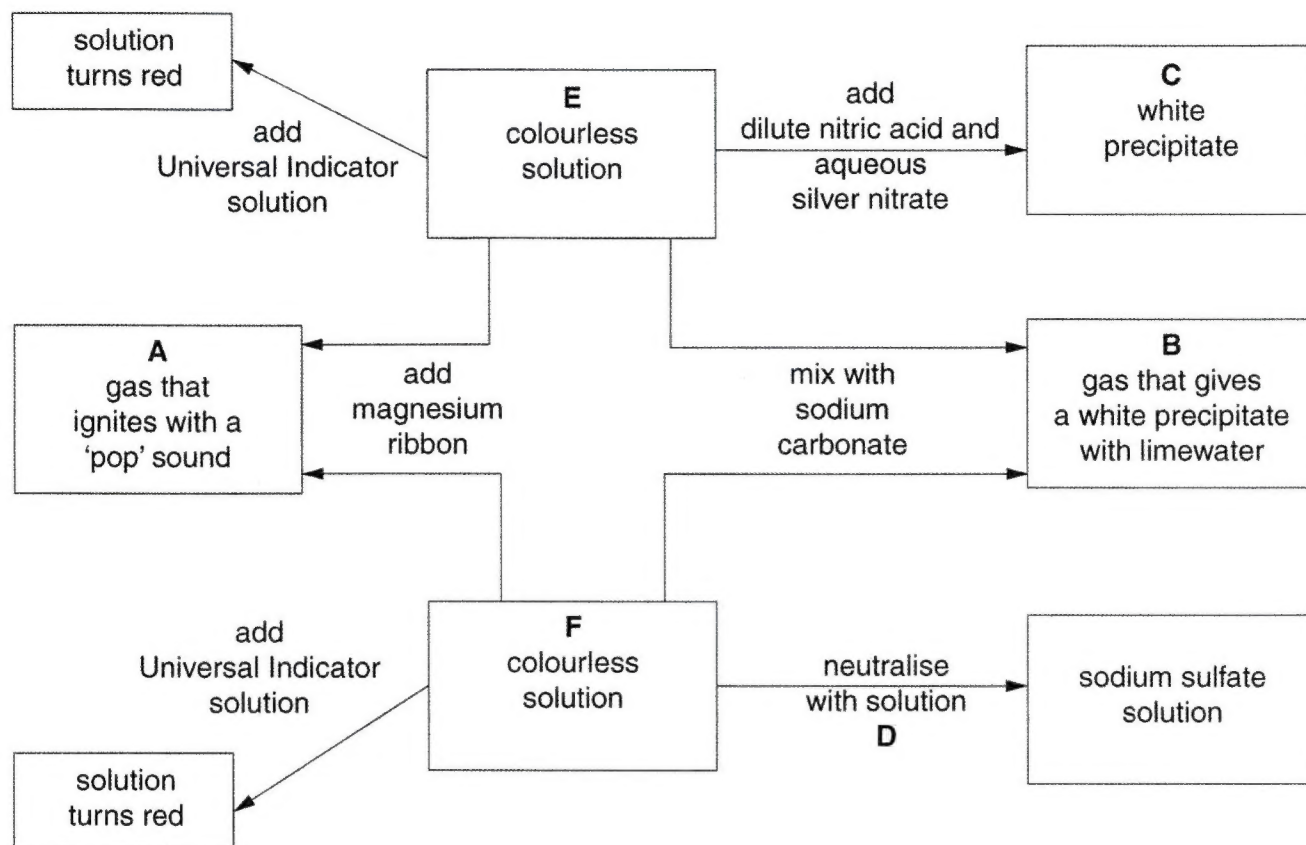 solution
turns red
add
Universal Indicator
solution
E
colourless
solution
add
dilute nitric acid and
aqueous
silver nitrate
C
white
precipitate
A
gas that
ignites with a
‘pop’ sound
add
magnesium
ribbon
mix with
sodium
carbonate
B
gas that gives
a white precipitate
with limewater
add
Universal Indicator
solution
F
colourless
solution
neutralise
with solution
D
sodium sulfate
solution
solution
turns red